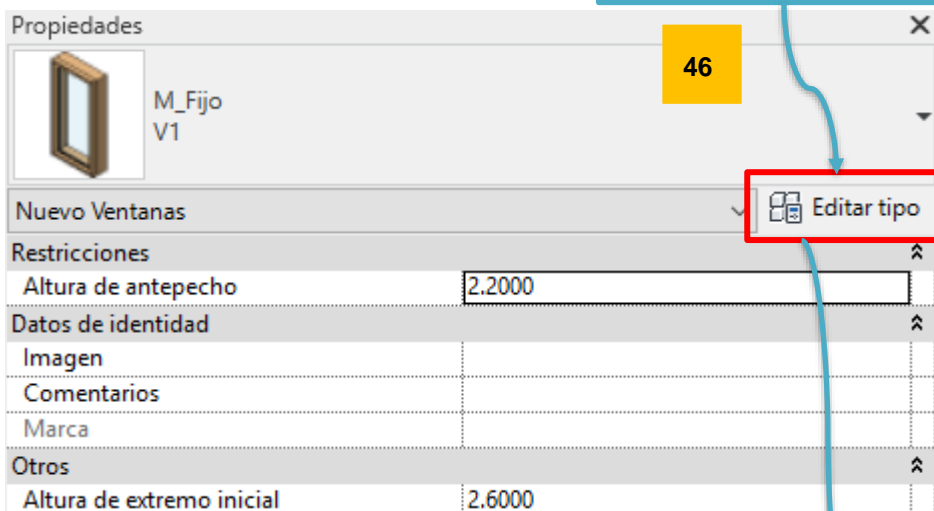 Propiedades
46
M_Fijo
V1
Nuevo Ventanas
Editar tipo
Restricciones
Altura de antepecho 2.2000
Datos de identidad
Imagen
Comentarios
Marca
Otros
Altura de extremo inicial 2.6000